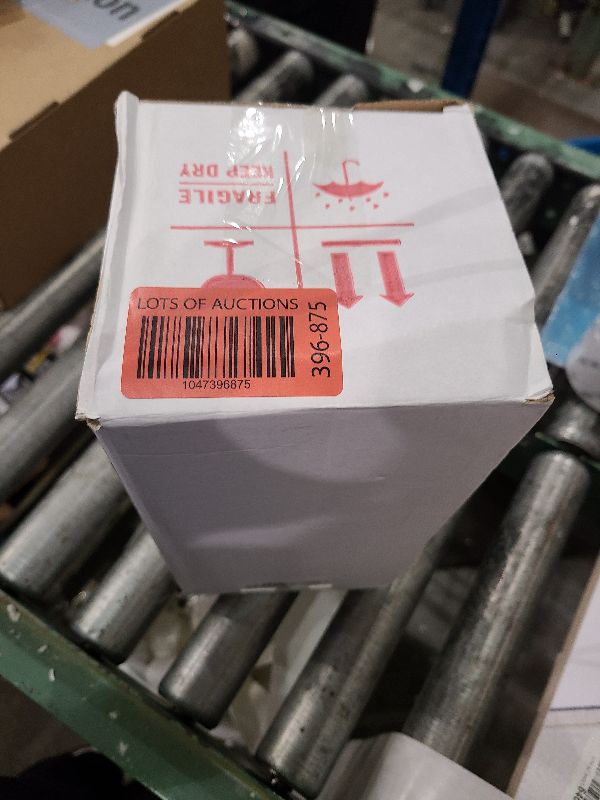 KEEP DRY
FRAGILE
LOTS OF AUCTIONS
1047396875
396-875